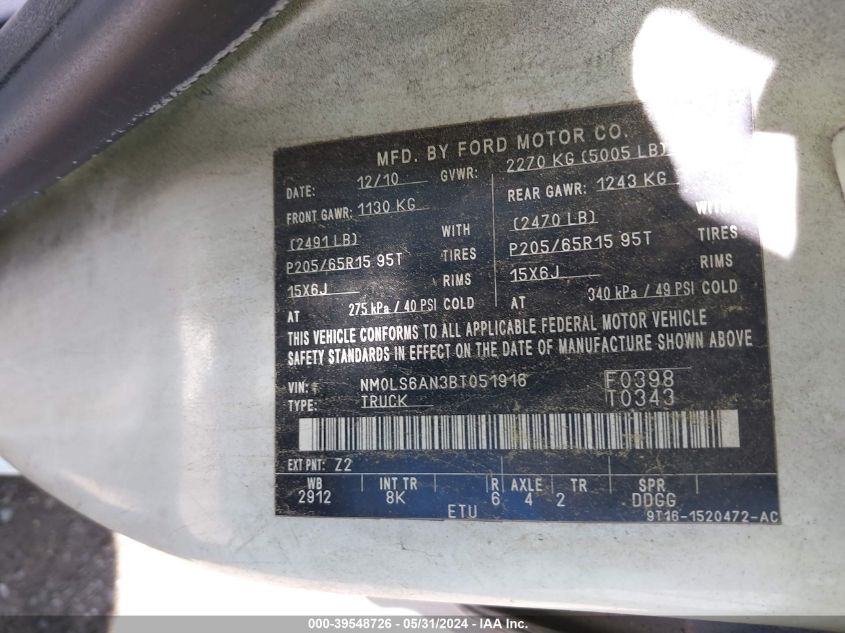 MFD. BY FORD MOTOR CO.
DATE: 12/10 GVWR: 2270 KG (5005 LB)
FRONT GAWR: 1130 KG REAR GAWR: 1243 KG
(2491 LB) WITH (2470 LB) WITH
P205/65R15 95T TIRES P205/65R15 95T TIRES
15X6J RIMS 15X6J RIMS
AT 275 kPa / 40 PSI COLD AT 340 kPa / 49 PSI COLD
THIS VEHICLE CONFORMS TO ALL APPLICABLE FEDERAL MOTOR VEHICLE
SAFETY STANDARDS IN EFFECT ON THE DATE OF MANUFACTURE SHOWN ABOVE
VIN: NM0LS6AN3BT051916 F0398
TYPE: TRUCK T0343
EXT PNT: Z2
WB INT TR R AXLE TR SPR
2912 8K 6 4 2 DDGG
ETU 9T16-1520472-AC
000-39548726 - 05/31/2024 - IAA Inc.